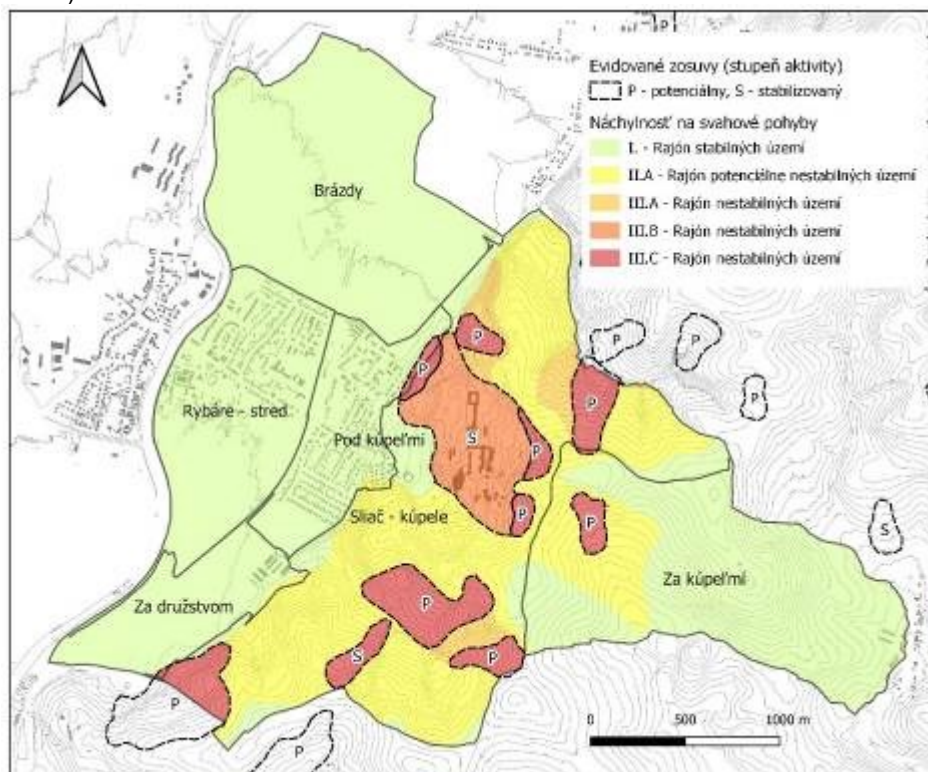 Evidované zosuvy (stupeň aktivity)
P - potenciálny, S - stabilizovaný
Náchylnosť na svahové pohyby
I. - Rajón stabilných území
II.A - Rajón potenciálne nestabilných území
III.A - Rajón nestabilných území
III.B - Rajón nestabilných území
III.C - Rajón nestabilných území
P
Brázdy
P
P
P
P
P
P
Rybáre - stred
Pod kúpeľmi
S
P
P
P
Sliač - kúpele
S
Za kúpeľmi
Za družstvom
P
S
P
P
P
0 500 1000 m